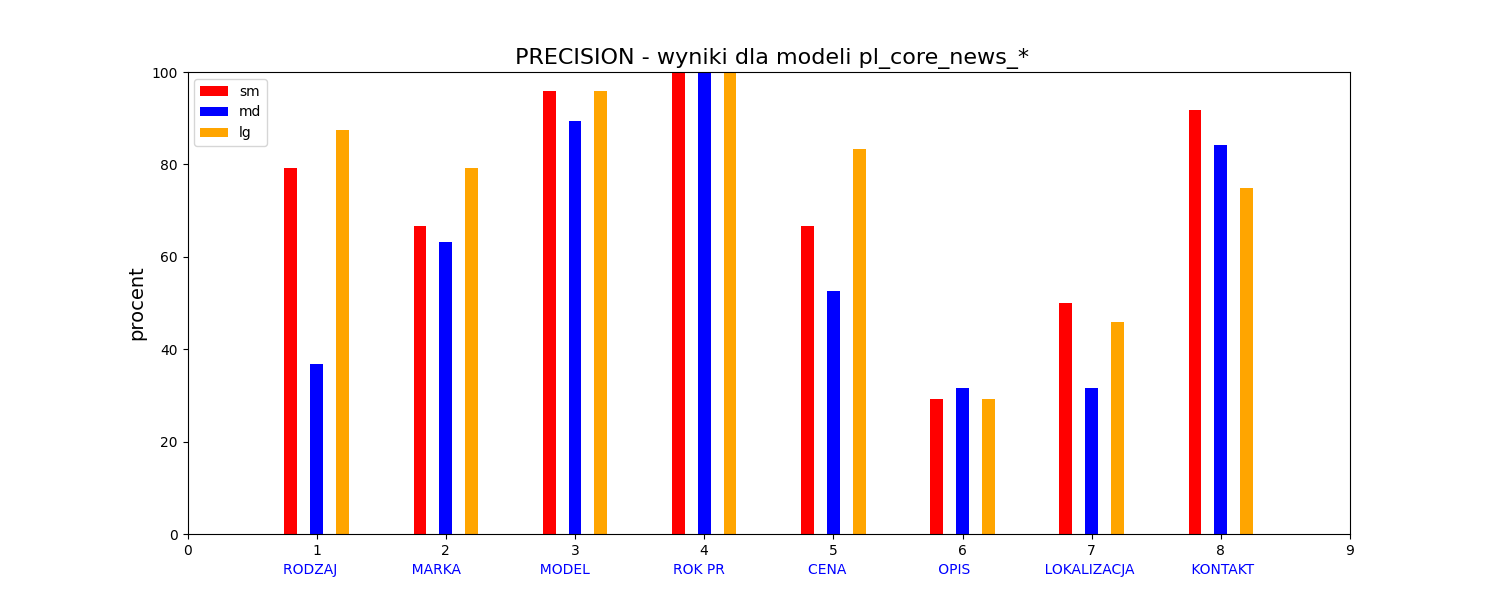 PRECISION - wyniki dla modeli pl_core_news_*
sm
md
lg
procent
100
80
60
40
20
0
0 1 2 3 4 5 6 7 8 9
RODZAJ MARKA MODEL ROK PR CENA OPIS LOKALIZACJA KONTAKT